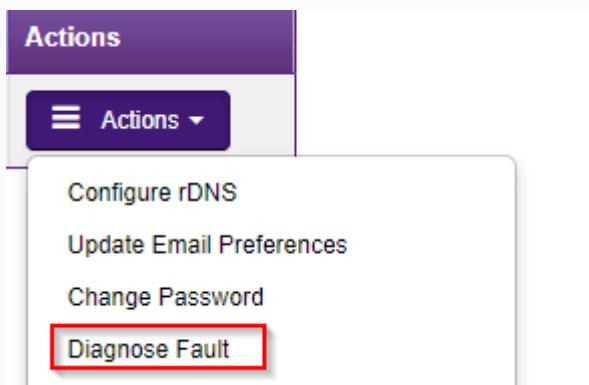 Actions
Actions
Configure rDNS
Update Email Preferences
Change Password
Diagnose Fault